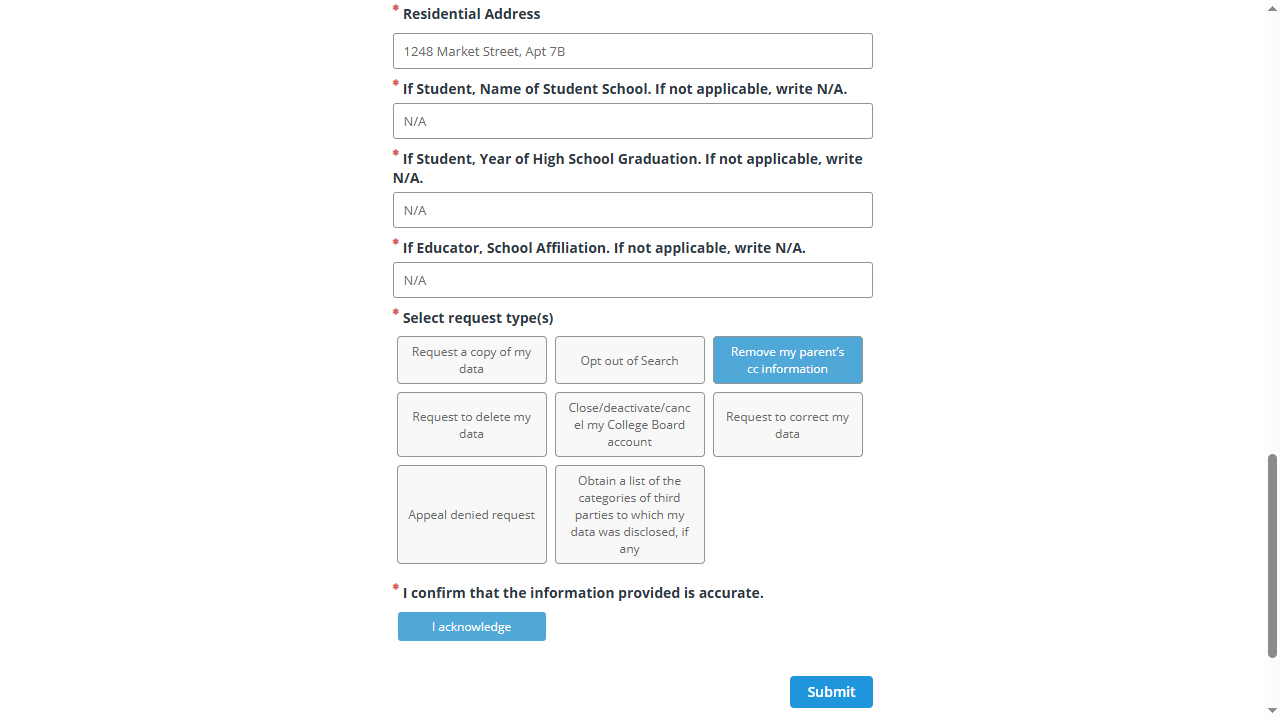 * Residential Address
1248 Market Street, Apt 7B
* If Student, Name of Student School. If not applicable, write N/A.
N/A
* If Student, Year of High School Graduation. If not applicable, write
N/A.
N/A
* If Educator, School Affiliation. If not applicable, write N/A.
N/A
* Select request type(s)
Request a copy of my
data
Opt out of Search
Remove my parent's
cc information
Request to delete my
data
Close/deactivate/canc
el my College Board
account
Request to correct my
data
Appeal denied request
Obtain a list of the
categories of third
parties to which my
data was disclosed, if
any
* I confirm that the information provided is accurate.
I acknowledge
Submit